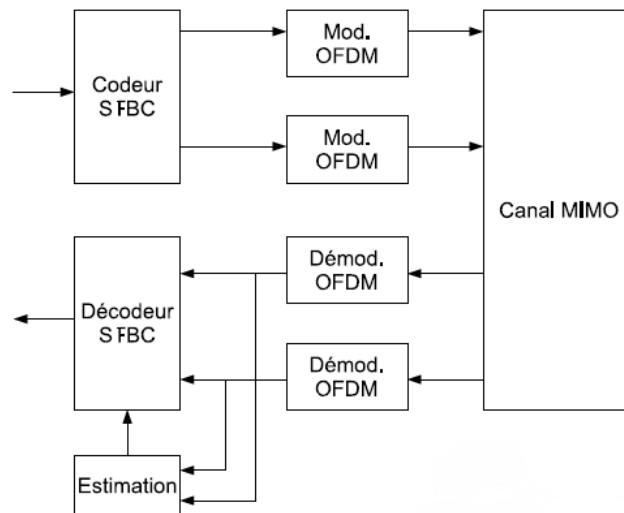 Codeur
SFBC
Mod.
OFDM
Mod.
OFDM
Canal MIMO
Décodeur
SFBC
Démod.
OFDM
Démod.
OFDM
Estimation